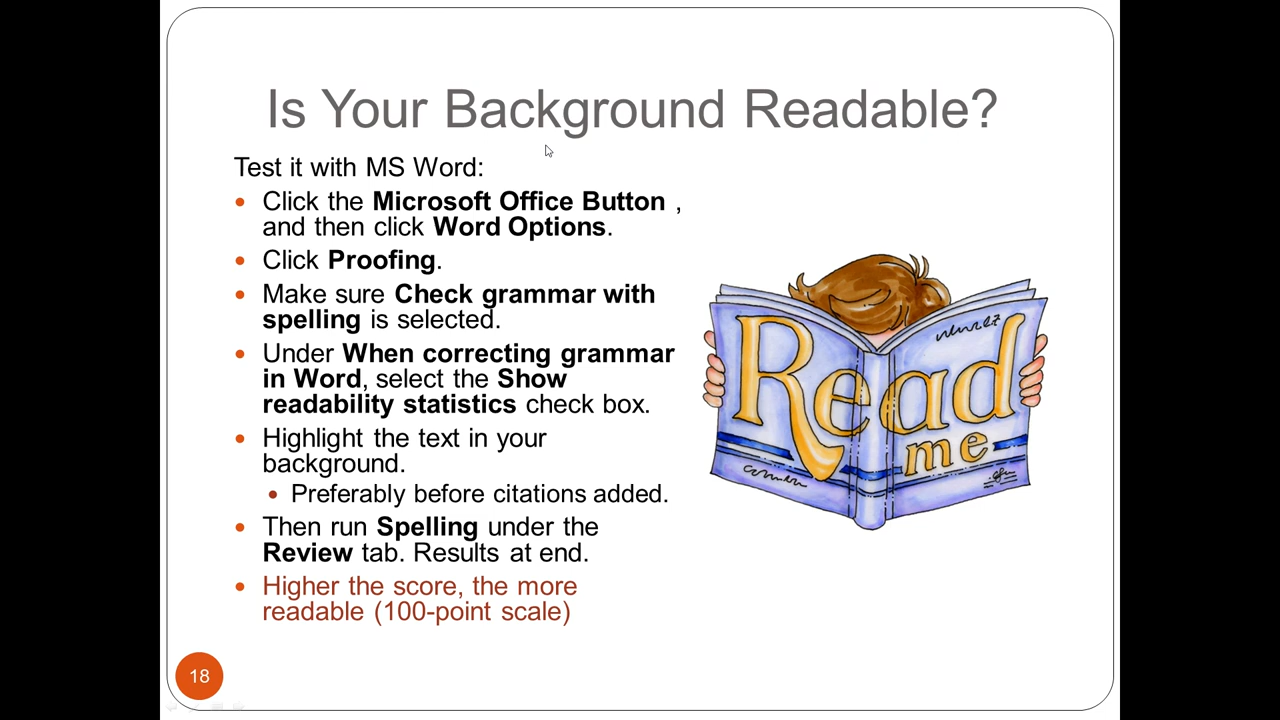 Is Your Background Readable?
Test it with MS Word:
• Click the Microsoft Office Button ,
and then click Word Options.
• Click Proofing.
• Make sure Check grammar with
spelling is selected.
• Under When correcting grammar
in Word, select the Show
readability statistics check box.
• Highlight the text in your
background.
• Preferably before citations added.
• Then run Spelling under the
Review tab. Results at end.
• Higher the score, the more
readable (100-point scale)
Read
me
18